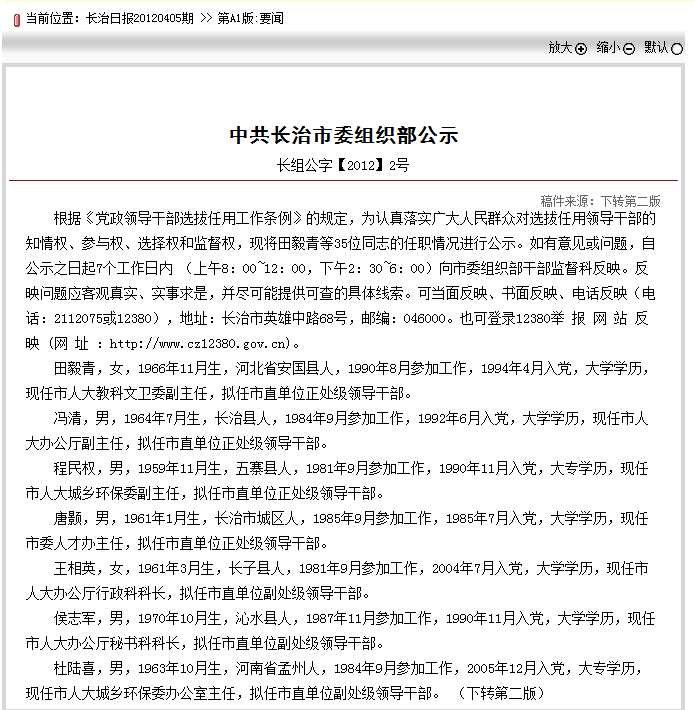 当前位置: 长治日报20120405期 >> 第A1版:要闻
放大 缩小 默认
中共长治市委组织部公示
长组公字【2012】2号
稿件来源: 下转第二版
根据《党政领导干部选拔任用工作条例》的规定，为认真落实广大人民群众对选拔任用领导干部的
知情权、参与权、选择权和监督权，现将田毅青等35位同志的任职情况进行公示。如有意见或问题，自
公示之日起7个工作日内 （上午8：00~12：00，下午2：30~6：00）向市委组织部干部监督科反映。反
映问题应客观真实、实事求是，并尽可能提供可查的具体线索。可当面反映、书面反映、电话反映（电
话：2112075或12380），地址：长治市英雄中路68号，邮编：046000。也可登录12380举 报 网 站 反
映 (网 址 ：http://www.cz12380.gov.cn)。
田毅青，女，1966年11月生，河北省安国县人，1990年8月参加工作，1994年4月入党，大学学历，
现任市人大教科文卫委副主任，拟任市直单位正处级领导干部。
冯清，男，1964年7月生，长治县人，1984年9月参加工作，1992年6月入党，大学学历，现任市人
大办公厅副主任，拟任市直单位正处级领导干部。
程民权，男，1959年11月生，五寨县人，1981年9月参加工作，1990年11月入党，大专学历，现任
市人大城乡环保委副主任，拟任市直单位正处级领导干部。
唐颢，男，1961年1月生，长治市城区人，1985年9月参加工作，1985年7月入党，大学学历，现任
市委人才办主任，拟任市直单位正处级领导干部。
王相英，女，1961年3月生，长子县人，1981年9月参加工作，2004年7月入党，大学学历，现任市
人大办公厅行政科科长，拟任市直单位副处级领导干部。
侯志军，男，1970年10月生，沁水县人，1987年11月参加工作，1990年11月入党，大学学历，现任
市人大办公厅秘书科科长，拟任市直单位副处级领导干部。
杜陆喜，男，1963年10月生，河南省孟州人，1984年9月参加工作，2005年12月入党，大专学历，
现任市人大城乡环保委办公室主任，拟任市直单位副处级领导干部。 （下转第二版）